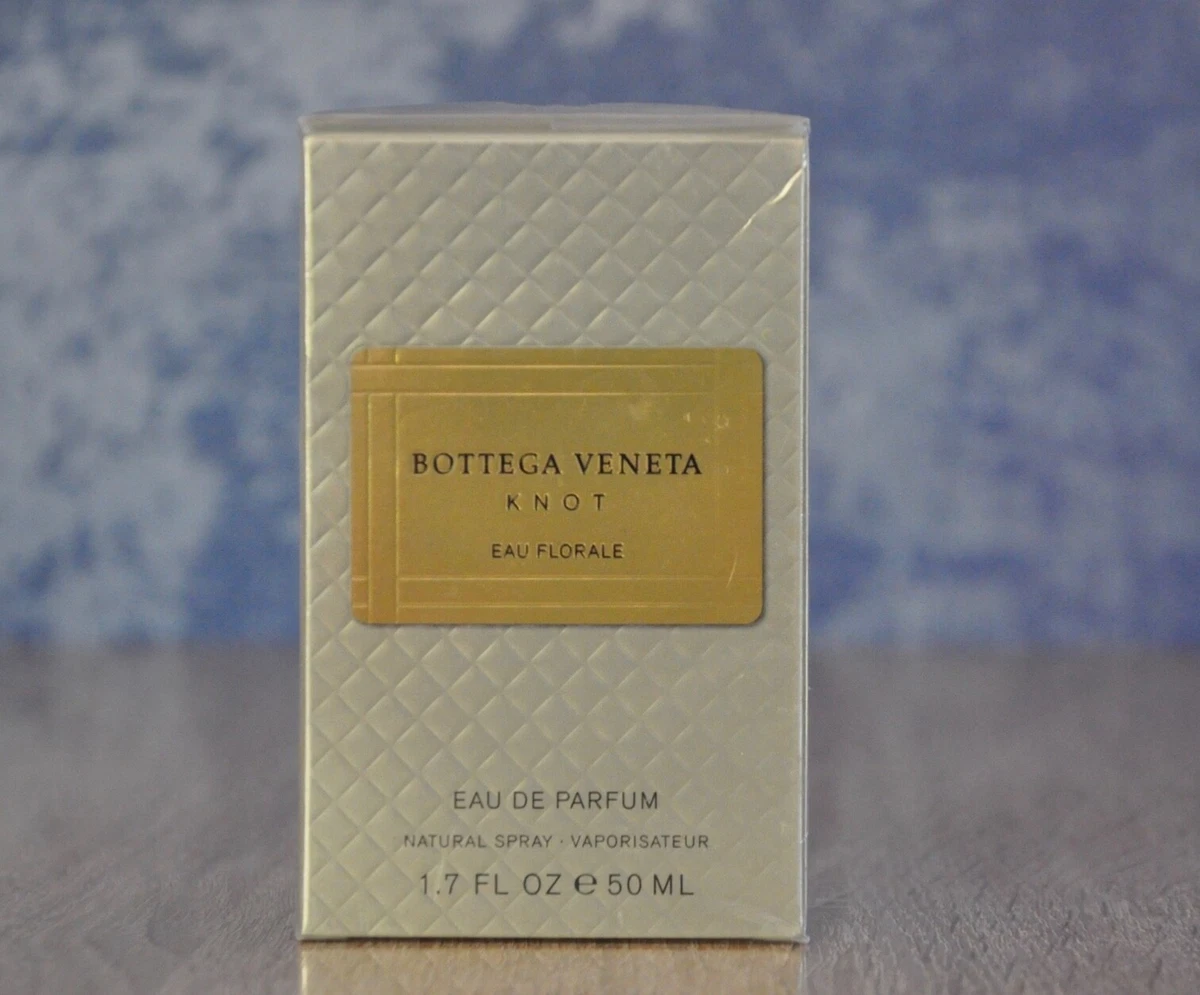 BOTTEGA VENETA
KNOT
EAU FLORALE
EAU DE PARFUM
NATURAL SPRAY · VAPORISATEUR
1.7 FL OZ ℮ 50 ML